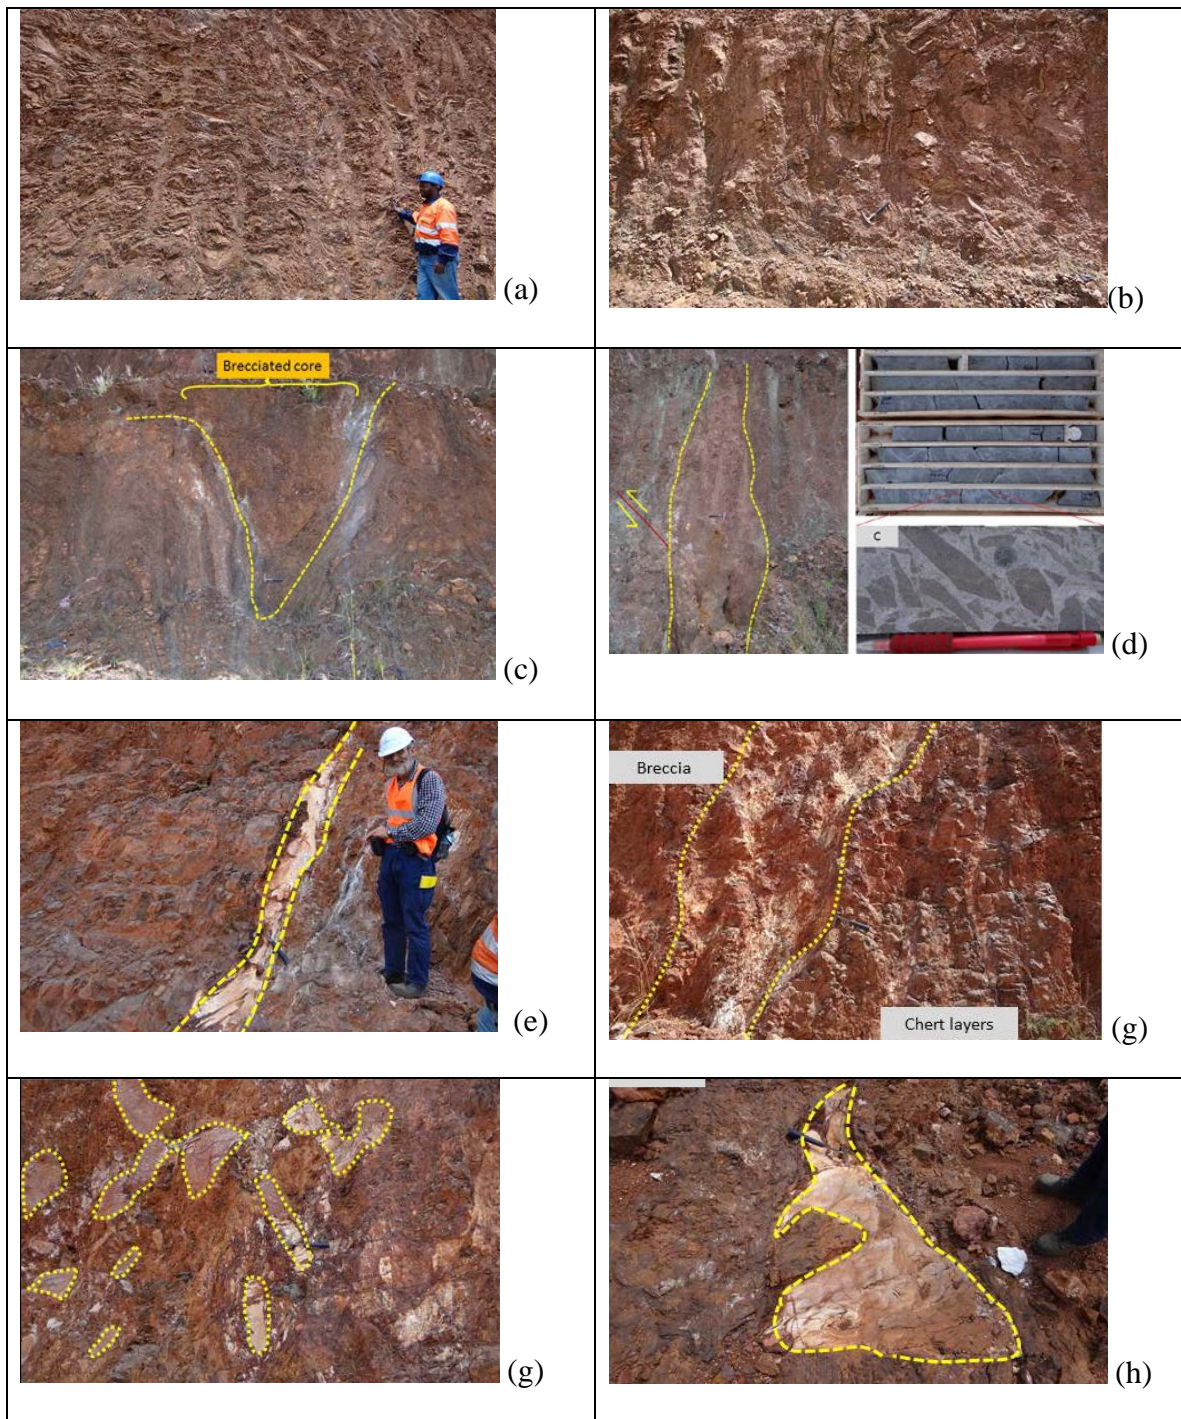 (a)
(b)
Brecciated core
(c)
C
(d)
(e)
Breccia
Chert layers
(g)
(g)
(h)